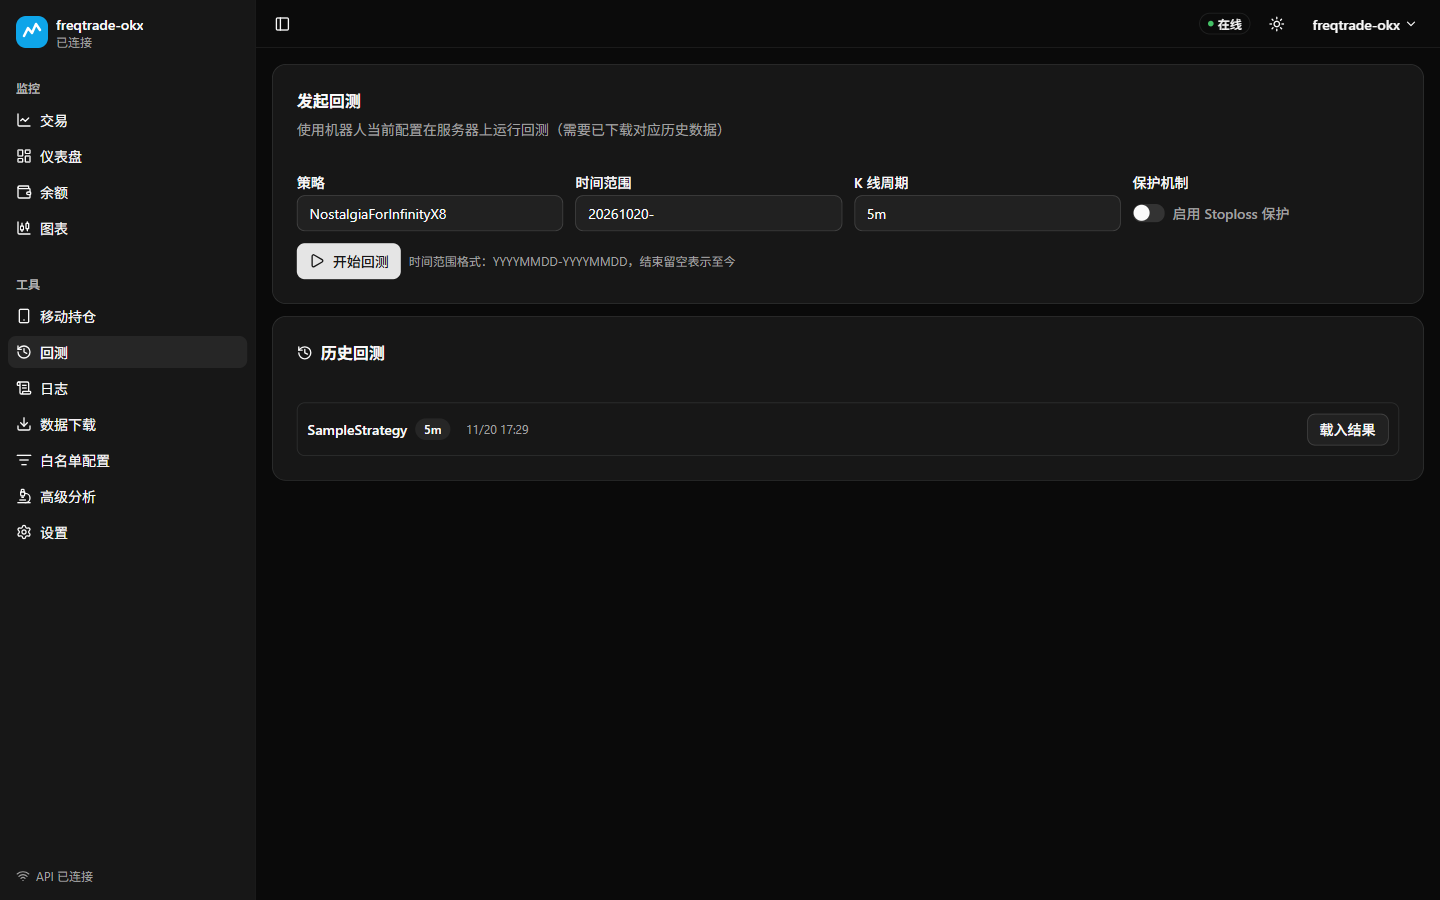 freqtrade-okx
已连接
监控
交易
仪表盘
余额
图表
工具
移动持仓
回测
日志
数据下载
白名单配置
高级分析
设置
API 已连接
在线
freqtrade-okx
发起回测
使用机器人当前配置在服务器上运行回测（需要已下载对应历史数据）
策略
NostalgiaForInfinityX8
时间范围
20261020-
K 线周期
5m
保护机制
启用 Stoploss 保护
开始回测
时间范围格式：YYYYMMDD-YYYYMMDD，结束留空表示至今
历史回测
SampleStrategy 5m 11/20 17:29
载入结果